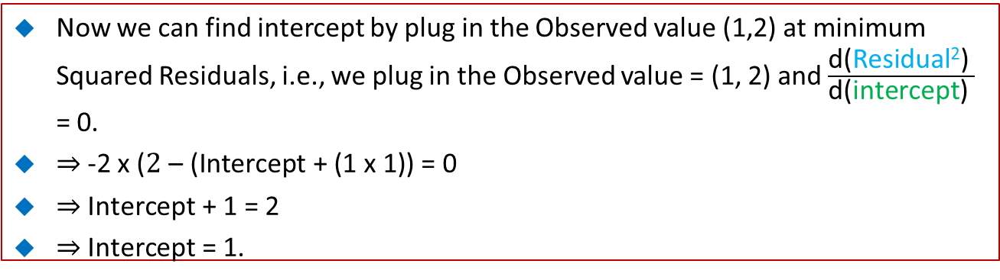 ◆ Now we can find intercept by plug in the Observed value (1,2) at minimum
Squared Residuals, i.e., we plug in the Observed value = (1, 2) and d(Residual²)/d(intercept)
= 0.
◆ ⇒ -2 x (2 – (Intercept + (1 x 1)) = 0
◆ ⇒ Intercept + 1 = 2
◆ ⇒ Intercept = 1.